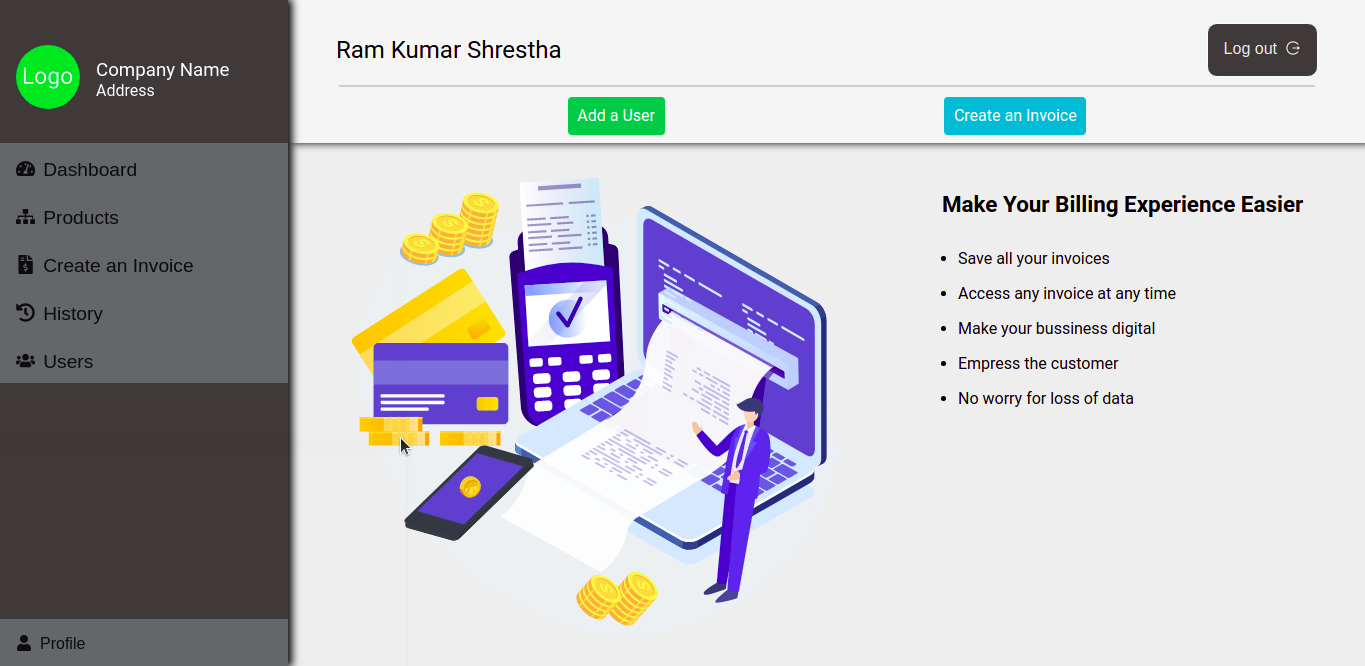 Logo
Company Name
Address
Dashboard
Products
Create an Invoice
History
Users
Profile
Ram Kumar Shrestha
Log out
Add a User
Create an Invoice
Make Your Billing Experience Easier
Save all your invoices
Access any invoice at any time
Make your bussiness digital
Empress the customer
No worry for loss of data